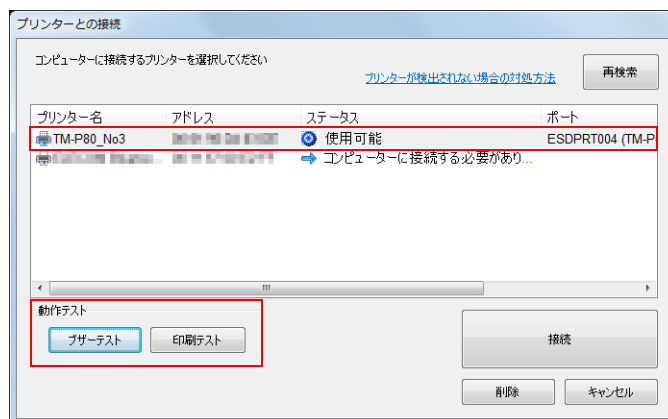 プリンターとの接続
コンピューターに接続するプリンターを選択してください
プリンターが検出されない場合の対処方法
再検索
プリンター名 アドレス ステータス ポート
TM-P80_No3 使用可能 ESDPRT004 (TM-P
コンピューターに接続する必要があり...
動作テスト
ブザーテスト 印刷テスト
接続
削除 キャンセル